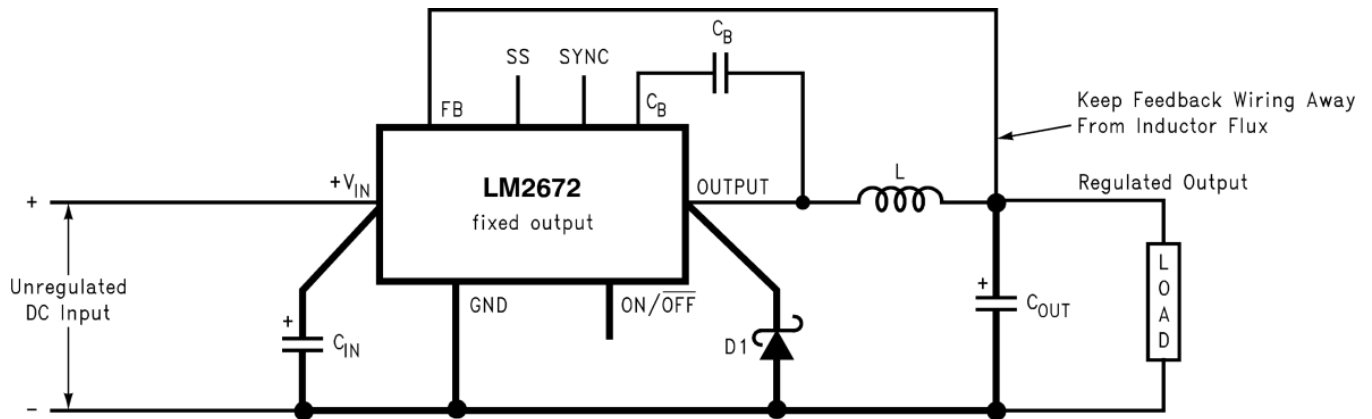 C_B
SS SYNC
FB
C_B
Keep Feedback Wiring Away
From Inductor Flux
+V_IN
LM2672
fixed output
OUTPUT
L
Regulated Output
+
Unregulated
DC Input
GND
ON/O̅F̅F̅
+
C_IN
D1
+
C_OUT
LOAD
−